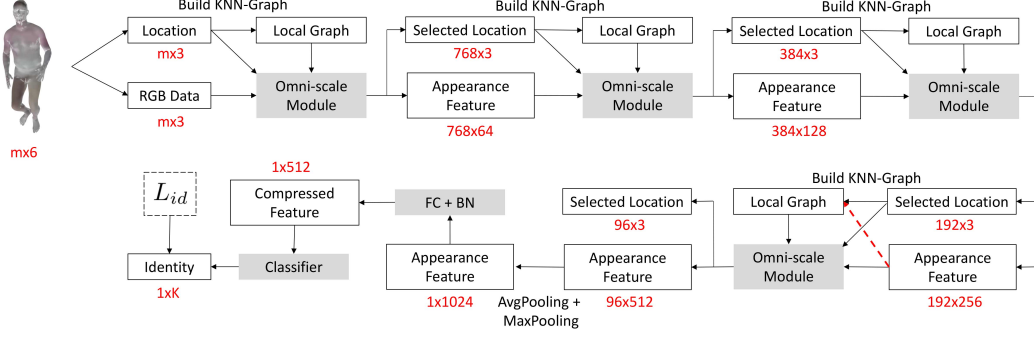 Build KNN-Graph
Build KNN-Graph
Build KNN-Graph
Location
Local Graph
Selected Location
Local Graph
Selected Location
Local Graph
mx3
768x3
384x3
RGB Data
Omni-scale
Module
Appearance
Feature
Omni-scale
Module
Appearance
Feature
Omni-scale
Module
mx3
768x64
384x128
mx6
1x512
Build KNN-Graph
L_{id}
Compressed
Feature
FC + BN
Selected Location
Local Graph
Selected Location
96x3
192x3
Identity
Classifier
Appearance
Feature
Appearance
Feature
Omni-scale
Module
Appearance
Feature
1xK
1x1024
AvgPooling +
MaxPooling
96x512
192x256